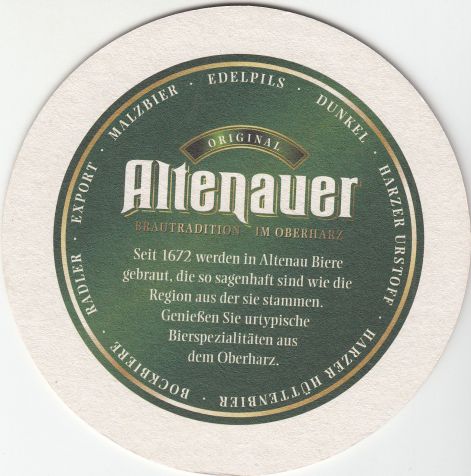 MALZBIER · EDELPILS · DUNKEL · HARZER URSTOFF · HARZER HÜTTENBIER · BOCKBIERE · RADLER · EXPORT ·
ORIGINAL
Altenauer
BRAUTRADITION IM OBERHARZ
Seit 1672 werden in Altenau Biere
gebraut, die so sagenhaft sind wie die
Region aus der sie stammen.
Genießen Sie urtypische
Bierspezialitäten aus
dem Oberharz.